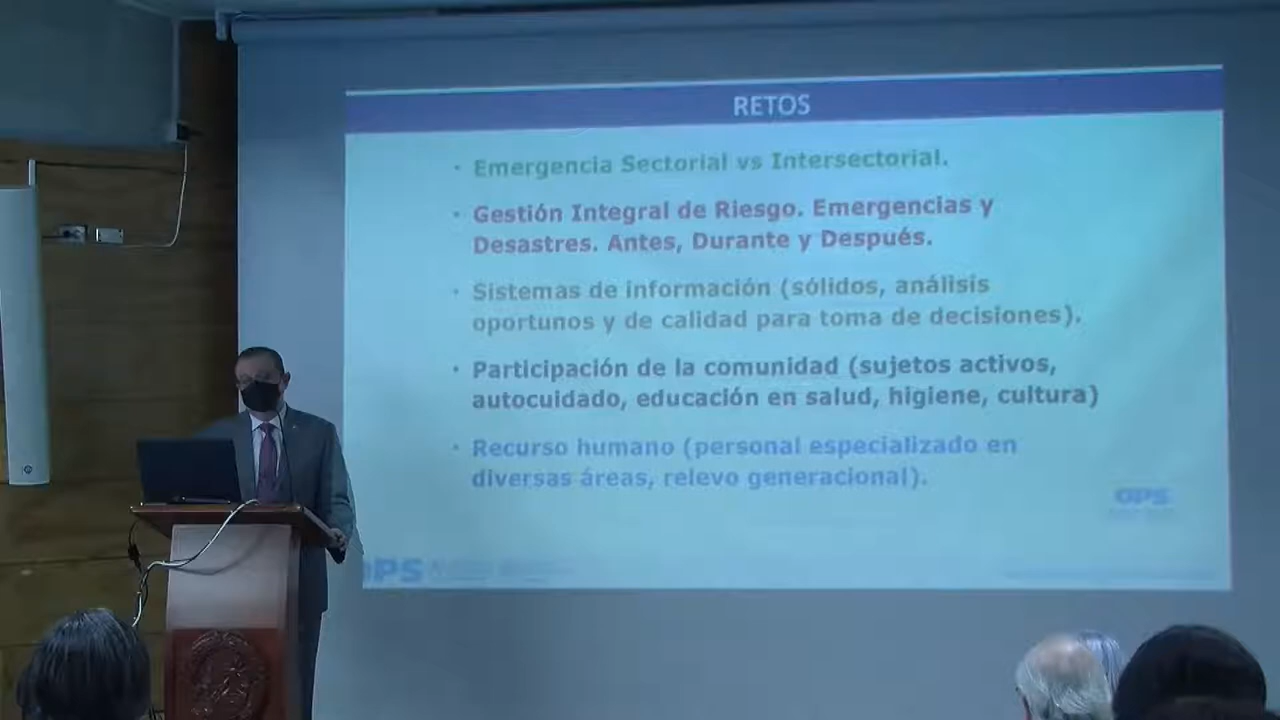 RETOS
· Emergencia Sectorial vs Intersectorial.
· Gestión Integral de Riesgo. Emergencias y
Desastres. Antes, Durante y Después.
· Sistemas de información (sólidos, análisis
oportunos y de calidad para toma de decisiones).
· Participación de la comunidad (sujetos activos,
autocuidado, educación en salud, higiene, cultura)
· Recurso humano (personal especializado en
diversas áreas, relevo generacional).
OPS
OPS